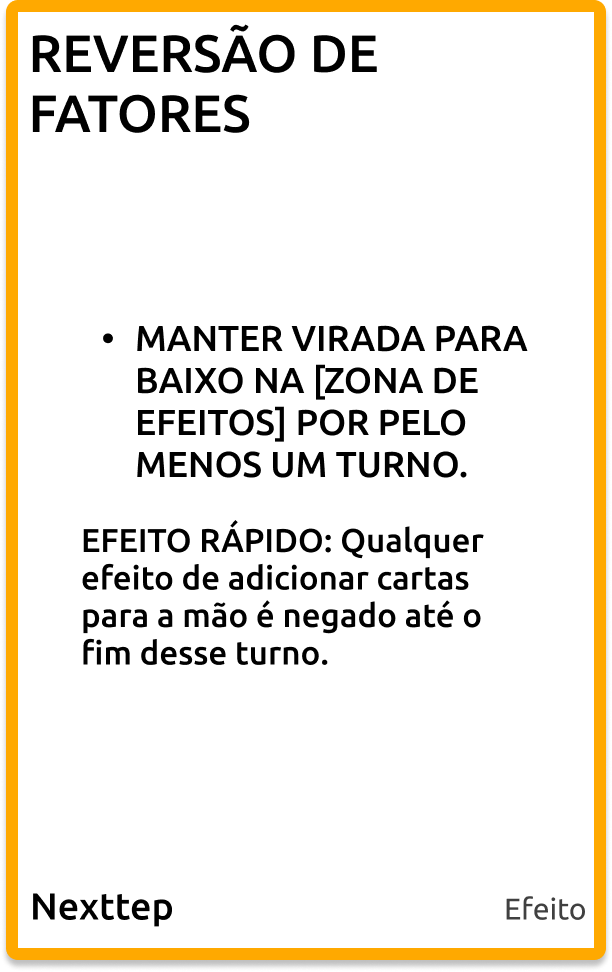 REVERSÃO DE
FATORES
• MANTER VIRADA PARA
BAIXO NA [ZONA DE
EFEITOS] POR PELO
MENOS UM TURNO.
EFEITO RÁPIDO: Qualquer
efeito de adicionar cartas
para a mão é negado até o
fim desse turno.
Nexttep
Efeito